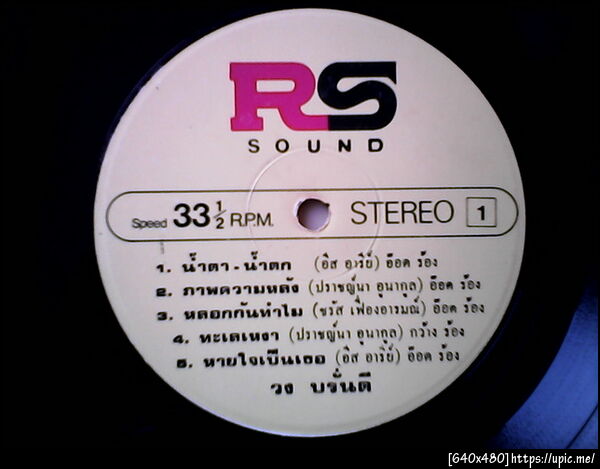 RS
SOUND
Speed 33 1/2 R.P.M. STEREO 1
1. น้ำตา - น้ำตก (อิส อารีย์) อ๊อด ร้อง
2. ภาพความหลัง (ปราชญ์นา อุนากูล) อ๊อด ร้อง
3. หลอกกันทำไม (ชรัส เฟื่องอารมณ์) อ๊อด ร้อง
4. ทะเลเหงา (ปราชญ์นา อุนากูล) กว้าง ร้อง
5. หายใจเป็นเธอ (อิส อารีย์) อ๊อด ร้อง
วง บรั่นดี
[640x480]https://upic.me/